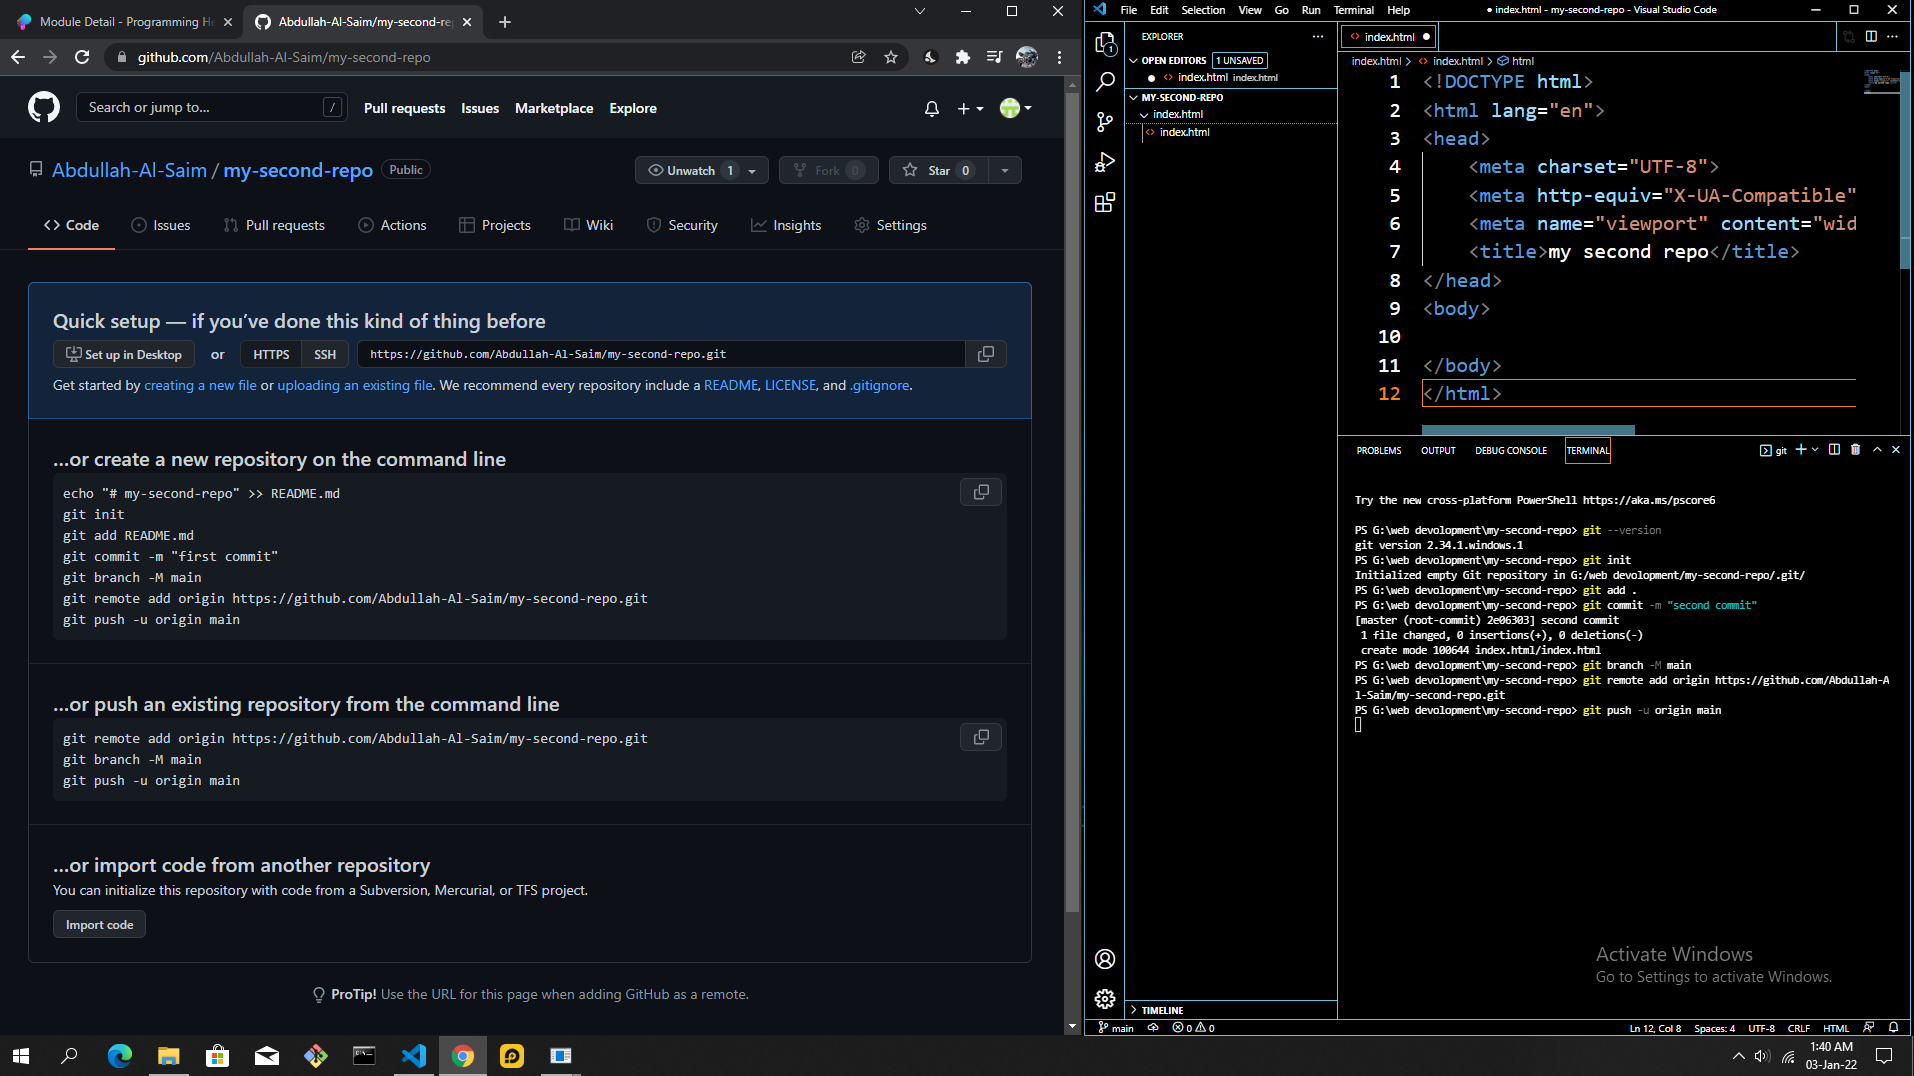 Module Detail - Programming He
Abdullah-Al-Saim/my-second-rep
github.com/Abdullah-Al-Saim/my-second-repo
Search or jump to... /
Pull requests Issues Marketplace Explore
Abdullah-Al-Saim / my-second-repo Public
Unwatch 1 Fork 0 Star 0
Code Issues Pull requests Actions Projects Wiki Security Insights Settings
Quick setup — if you’ve done this kind of thing before
Set up in Desktop or HTTPS SSH https://github.com/Abdullah-Al-Saim/my-second-repo.git
Get started by creating a new file or uploading an existing file. We recommend every repository include a README, LICENSE, and .gitignore.
…or create a new repository on the command line
echo "# my-second-repo" >> README.md
git init
git add README.md
git commit -m "first commit"
git branch -M main
git remote add origin https://github.com/Abdullah-Al-Saim/my-second-repo.git
git push -u origin main
…or push an existing repository from the command line
git remote add origin https://github.com/Abdullah-Al-Saim/my-second-repo.git
git branch -M main
git push -u origin main
…or import code from another repository
You can initialize this repository with code from a Subversion, Mercurial, or TFS project.
Import code
ProTip! Use the URL for this page when adding GitHub as a remote.
File Edit Selection View Go Run Terminal Help
● index.html - my-second-repo - Visual Studio Code
1
EXPLORER
OPEN EDITORS 1 UNSAVED
index.html index.html
MY-SECOND-REPO
index.html
index.html
TIMELINE
index.html
index.html > index.html > html
1 <!DOCTYPE html>
2 <html lang="en">
3 <head>
4 <meta charset="UTF-8">
5 <meta http-equiv="X-UA-Compatible"
6 <meta name="viewport" content="wid
7 <title>my second repo</title>
8 </head>
9 <body>
10
11 </body>
12 </html>
PROBLEMS OUTPUT DEBUG CONSOLE TERMINAL git
Try the new cross-platform PowerShell https://aka.ms/pscore6
PS G:\web devolopment\my-second-repo> git --version
git version 2.34.1.windows.1
PS G:\web devolopment\my-second-repo> git init
Initialized empty Git repository in G:/web devolopment/my-second-repo/.git/
PS G:\web devolopment\my-second-repo> git add .
PS G:\web devolopment\my-second-repo> git commit -m "second commit"
[master (root-commit) 2e06303] second commit
1 file changed, 0 insertions(+), 0 deletions(-)
create mode 100644 index.html/index.html
PS G:\web devolopment\my-second-repo> git branch -M main
PS G:\web devolopment\my-second-repo> git remote add origin https://github.com/Abdullah-A
l-Saim/my-second-repo.git
PS G:\web devolopment\my-second-repo> git push -u origin main
Activate Windows
Go to Settings to activate Windows.
main 0 0 Ln 12, Col 8 Spaces: 4 UTF-8 CRLF HTML
1:40 AM
03-Jan-22